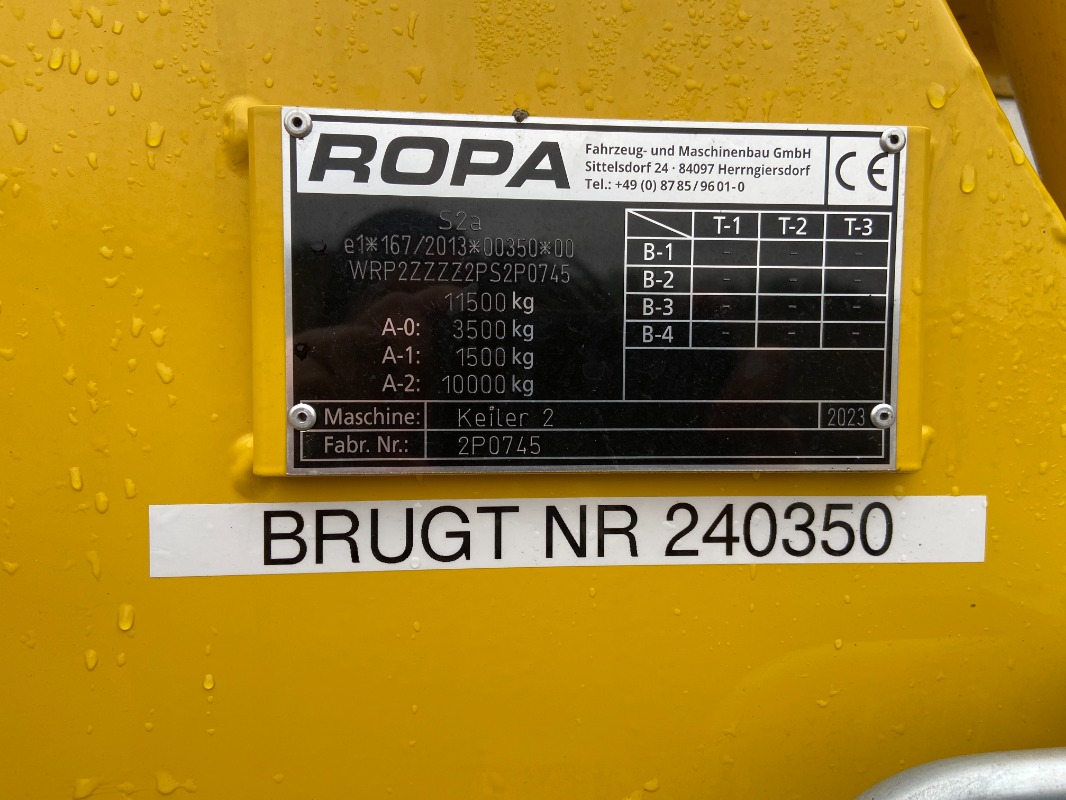 ROPA
Fahrzeug- und Maschinenbau GmbH
Sittelsdorf 24 · 84097 Herrngiersdorf
Tel.: +49 (0) 87 85 / 96 01-0
CE
S2a
e1*167/2013*00350*00
WRP2ZZZZ2PS2P0745
11500 kg
A-0: 3500 kg
A-1: 1500 kg
A-2: 10000 kg
T-1 T-2 T-3
B-1 - - -
B-2 - - -
B-3 - - -
B-4 - - -
Maschine: Keiler 2 2023
Fabr. Nr.: 2P0745
BRUGT NR 240350